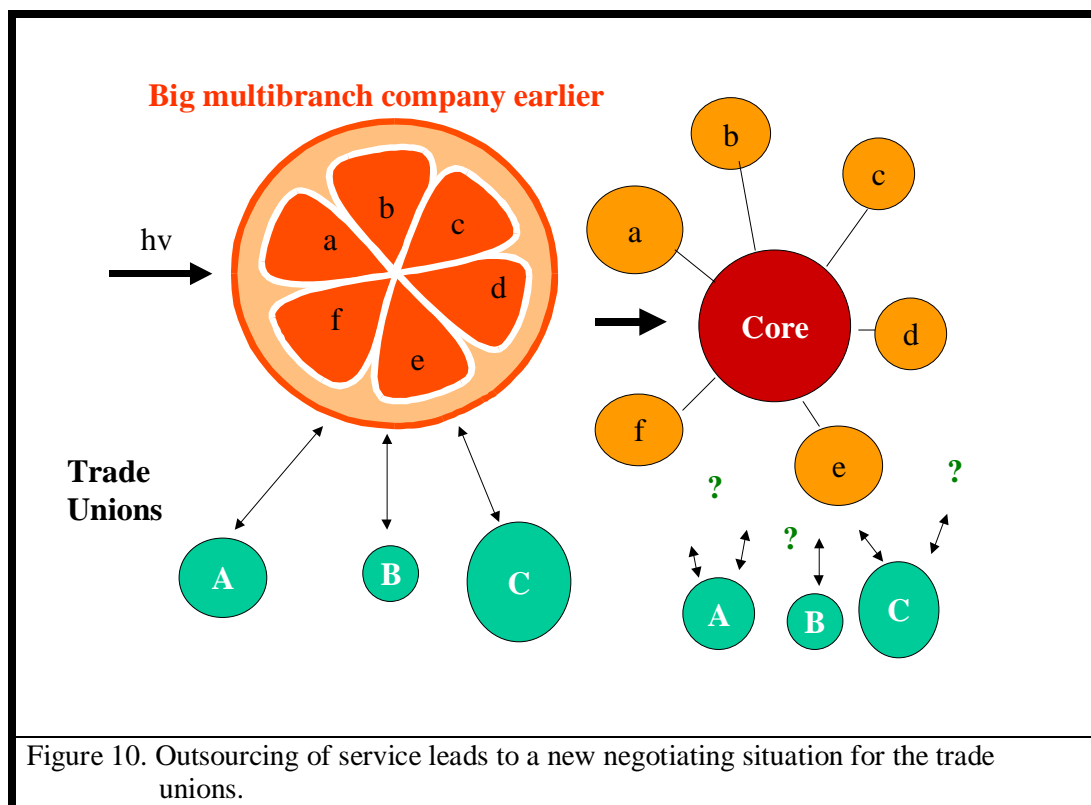 Big multibranch company earlier
hv
a
b
c
d
e
f
Trade
Unions
A
B
C
a
b
c
d
e
f
Core
?
?
?
A
B
C
Figure 10. Outsourcing of service leads to a new negotiating situation for the trade
unions.